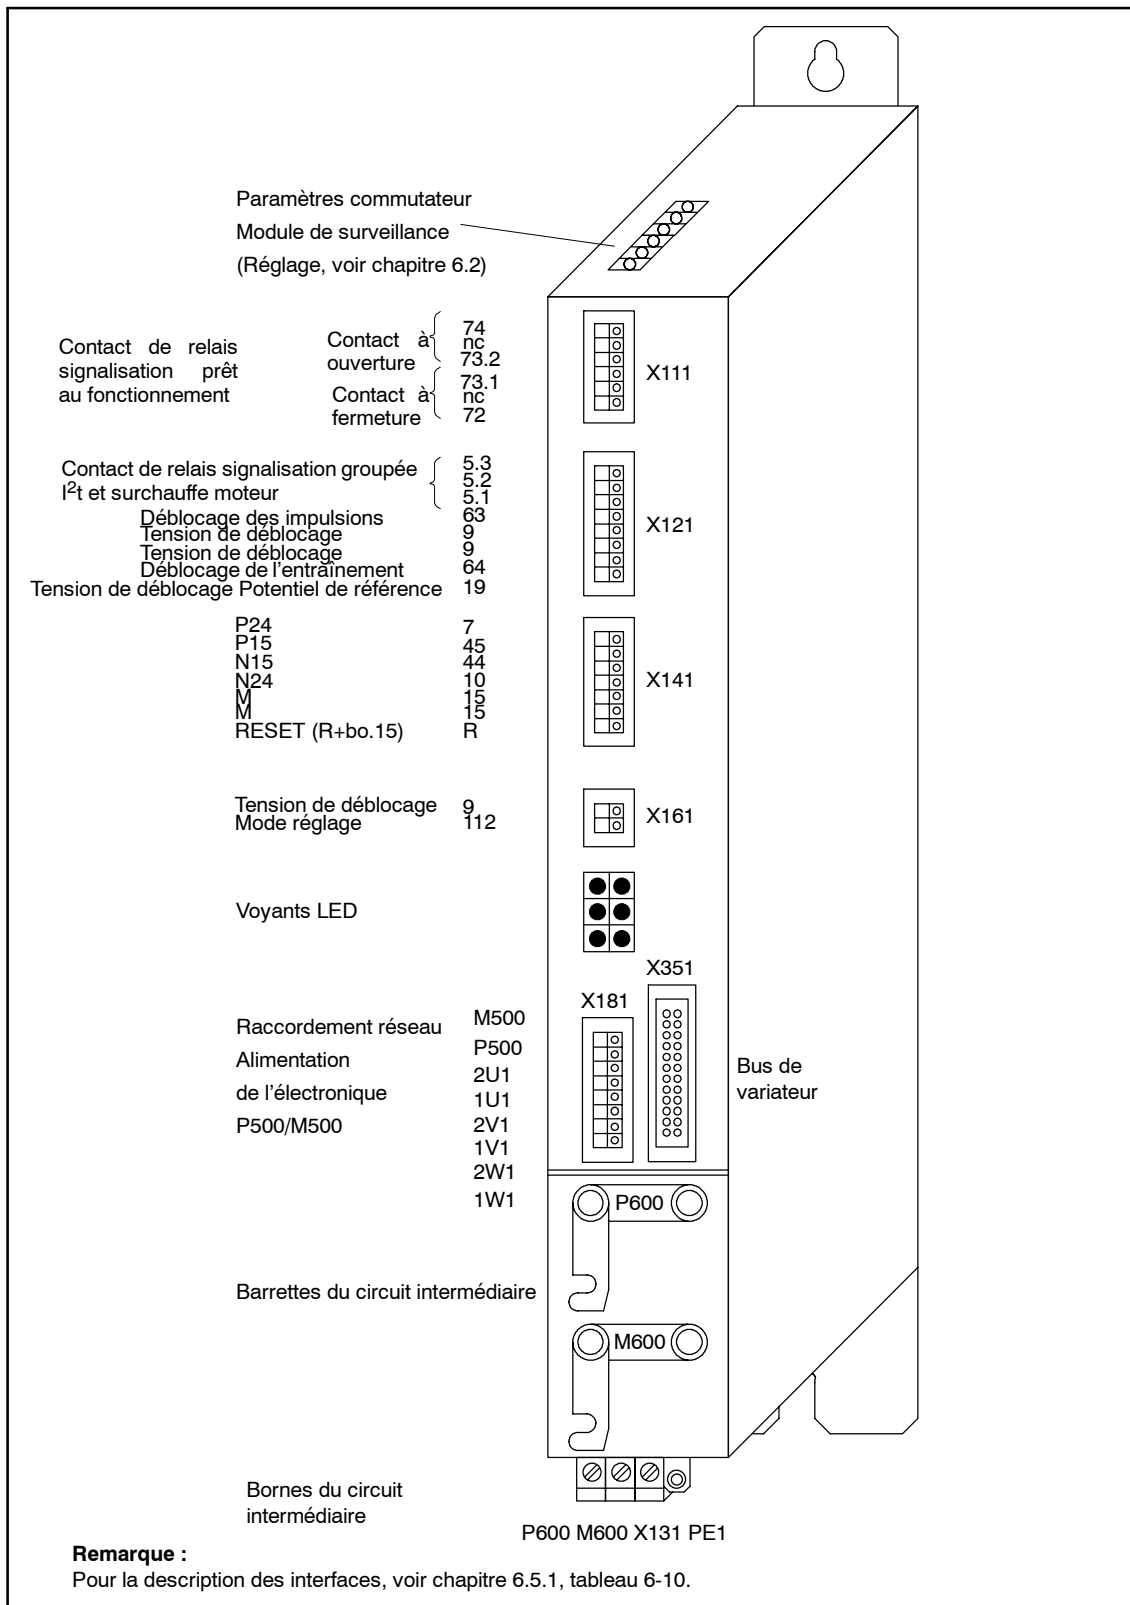 Paramètres commutateur
Module de surveillance
(Réglage, voir chapitre 6.2)
Contact de relais
signalisation prêt
au fonctionnement
Contact à
ouverture
74
nc
73.2
Contact à
fermeture
73.1
nc
72
X111
Contact de relais signalisation groupée
I²t et surchauffe moteur
5.3
5.2
5.1
Déblocage des impulsions 63
Tension de déblocage 9
Tension de déblocage 9
Déblocage de l'entraînement 64
Tension de déblocage Potentiel de référence 19
X121
P24 7
P15 45
N15 44
N24 10
M 15
M 15
RESET (R+bo.15) R
X141
Tension de déblocage 9
Mode réglage 112
X161
Voyants LED
X351
X181
Raccordement réseau
Alimentation
de l'électronique
P500/M500
M500
P500
2U1
1U1
2V1
1V1
2W1
1W1
Bus de
variateur
P600
Barrettes du circuit intermédiaire
M600
Bornes du circuit
intermédiaire
P600 M600 X131 PE1
Remarque :
Pour la description des interfaces, voir chapitre 6.5.1, tableau 6-10.